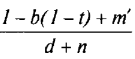 1 - b(1 - t) + m′
d + n